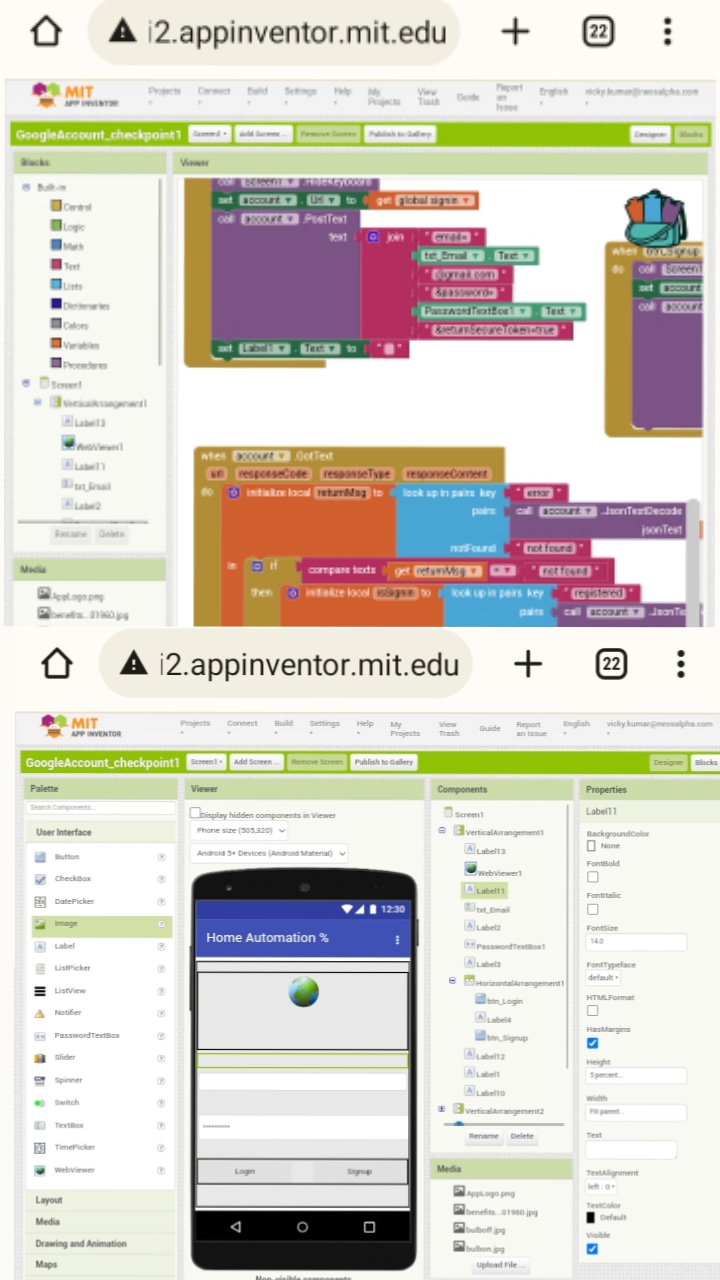 i2.appinventor.mit.edu
22
MIT
APP INVENTOR
Projects
Connect
Build
Settings
Help
My Projects
View Trash
Guide
Report an Issue
English
vicky.kumar@neosalpha.com
GoogleAccount_checkpoint1
Screen1
Add Screen ...
Remove Screen
Publish to Gallery
Designer
Blocks
Blocks
Viewer
Built-in
Control
Logic
Math
Text
Lists
Dictionaries
Colors
Variables
Procedures
Screen1
VerticalArrangement1
Label13
WebViewer1
Label11
txt_Email
Label2
Rename
Delete
Media
AppLogo.png
benefits...01960.jpg
call Screen1 .HideKeyboard
set account . Url to get global signin
call account .PostText
text join " email= "
txt_Email . Text
" @gmail.com "
" &password= "
PasswordTextBox1 . Text
" &returnSecureToken=true "
set Label1 . Text to " "
when btn_Signup
do call Screen1
set account
call account
when account .GotText
url responseCode responseType responseContent
do initialize local returnMsg to look up in pairs key " error "
pairs call account .JsonTextDecode
jsonText
notFound " not found "
in if compare texts get returnMsg = " not found "
then initialize local isSignin to look up in pairs key " registered "
pairs call account .JsonTe
i2.appinventor.mit.edu
22
MIT
APP INVENTOR
Projects
Connect
Build
Settings
Help
My Projects
View Trash
Guide
Report an Issue
English
vicky.kumar@neosalpha.com
GoogleAccount_checkpoint1
Screen1
Add Screen ...
Remove Screen
Publish to Gallery
Designer
Blocks
Palette
Search Components...
User Interface
Button
CheckBox
DatePicker
Image
Label
ListPicker
ListView
Notifier
PasswordTextBox
Slider
Spinner
Switch
TextBox
TimePicker
WebViewer
Layout
Media
Drawing and Animation
Maps
Viewer
Display hidden components in Viewer
Phone size (505,320)
Android 5+ Devices (Android Material)
12:30
Home Automation %
Login
Signup
Non-visible components
Components
Screen1
VerticalArrangement1
Label13
WebViewer1
Label11
txt_Email
Label2
PasswordTextBox1
Label3
HorizontalArrangement1
btn_Login
Label4
btn_Signup
Label12
Label1
Label10
VerticalArrangement2
Rename
Delete
Media
AppLogo.png
benefits...01960.jpg
bulboff.jpg
bulbon.jpg
Upload File ...
Properties
Label11
BackgroundColor
None
FontBold
FontItalic
FontSize
14.0
FontTypeface
default
HTMLFormat
HasMargins
Height
5 percent...
Width
Fill parent...
Text
TextAlignment
left : 0
TextColor
Default
Visible